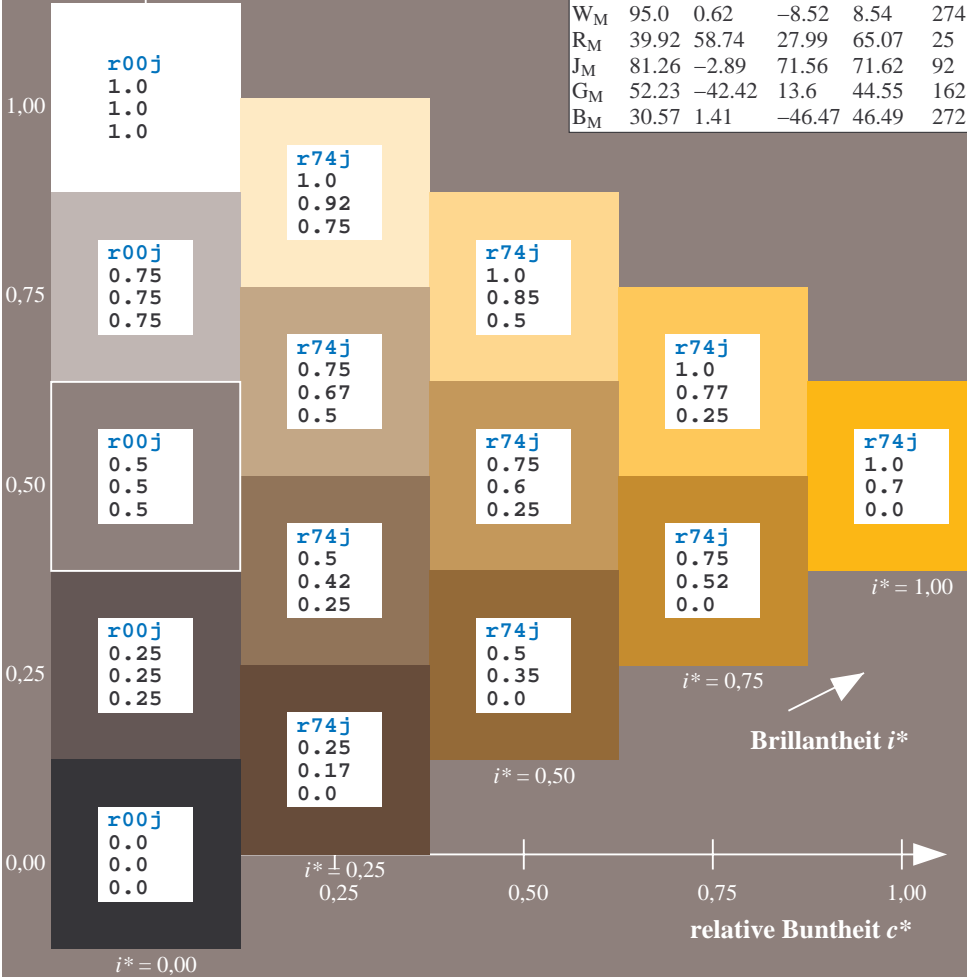 W_M 95.0 0.62 −8.52 8.54 274
R_M 39.92 58.74 27.99 65.07 25
J_M 81.26 −2.89 71.56 71.62 92
G_M 52.23 −42.42 13.6 44.55 162
B_M 30.57 1.41 −46.47 46.49 272
r00j
1.0
1.0
1.0
1,00
r74j
1.0
0.92
0.75
r00j
0.75
0.75
0.75
r74j
1.0
0.85
0.5
0,75
r74j
0.75
0.67
0.5
r74j
1.0
0.77
0.25
r00j
0.5
0.5
0.5
r74j
0.75
0.6
0.25
r74j
1.0
0.7
0.0
0,50
r74j
0.5
0.42
0.25
r74j
0.75
0.52
0.0
i* = 1,00
r00j
0.25
0.25
0.25
r74j
0.5
0.35
0.0
0,25
i* = 0,75
r74j
0.25
0.17
0.0
Brillantheit i*
i* = 0,50
r00j
0.0
0.0
0.0
0,00
i* = 0,25
0,25 0,50 0,75 1,00
relative Buntheit c*
i* = 0,00